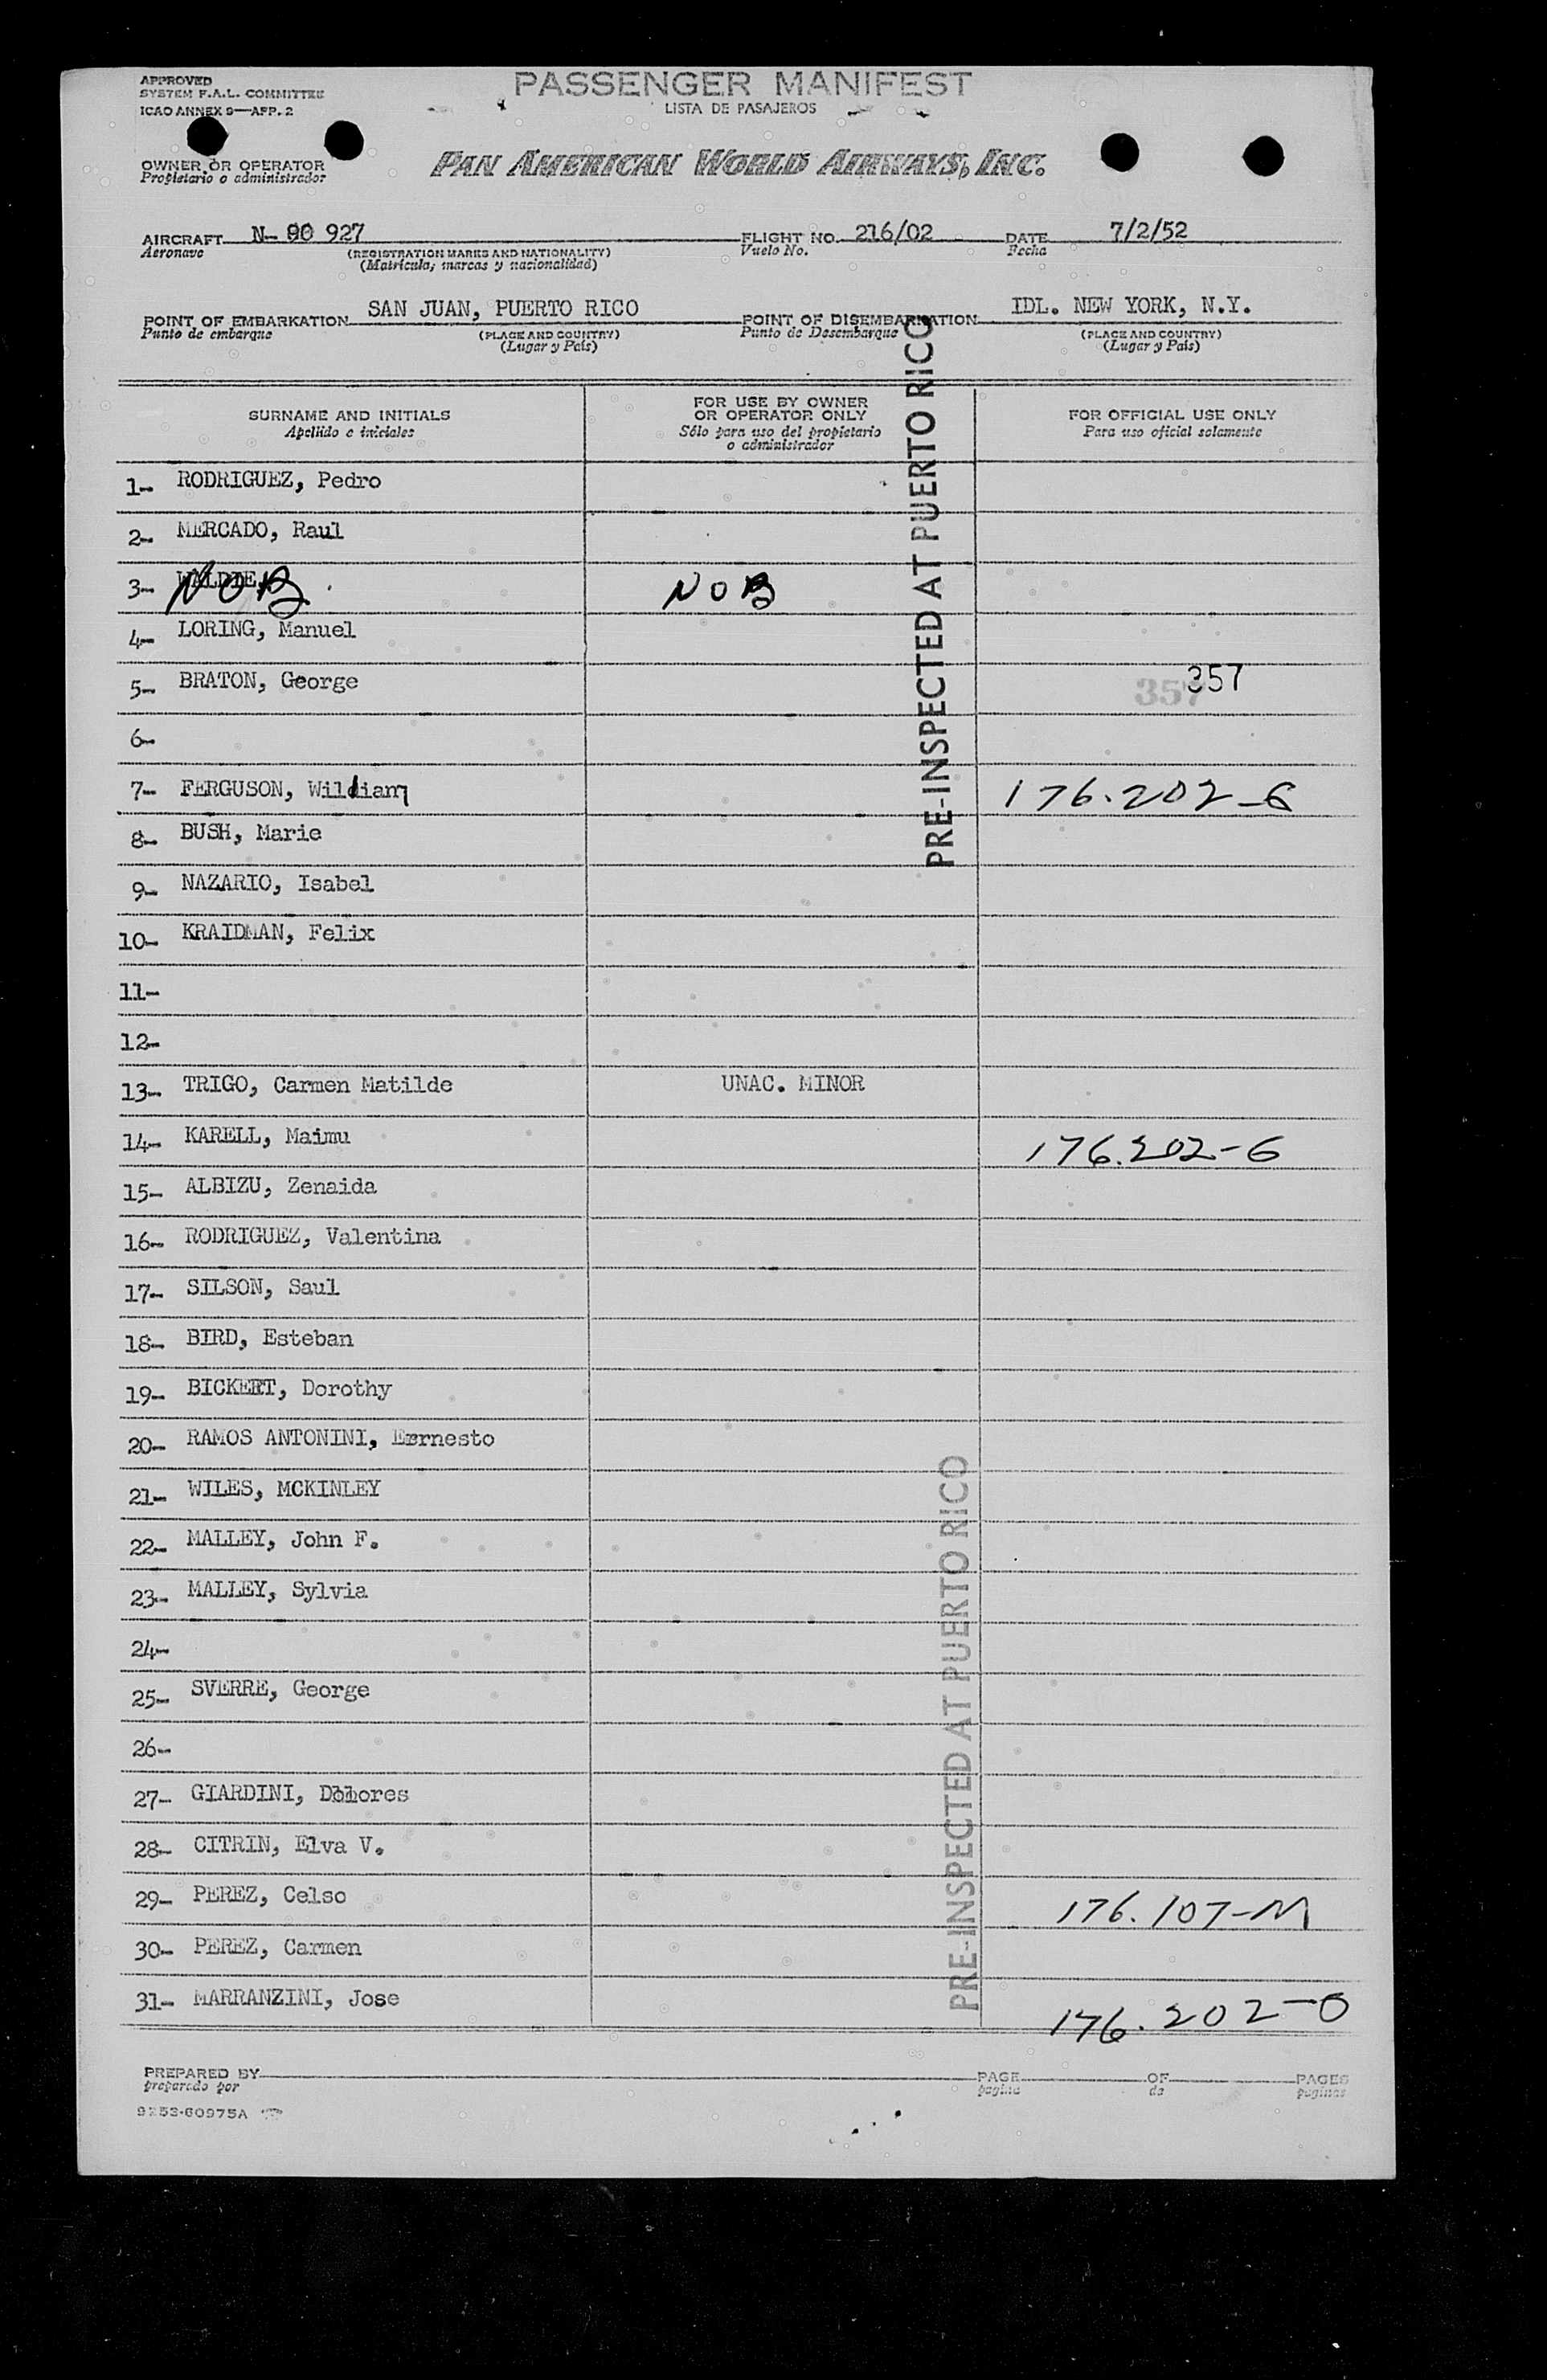 APPROVED
SYSTEM F.A.L. COMMITTEE
ICAO ANNEX 9—APP. 2
PASSENGER MANIFEST
LISTA DE PASAJEROS
OWNER OR OPERATOR
Propietario o administrador
PAN AMERICAN WORLD AIRWAYS, INC.
AIRCRAFT N- 90 927 FLIGHT NO. 216/02 DATE 7/2/52
Aeronave (REGISTRATION MARKS AND NATIONALITY) Vuelo No. Fecha
(Matrícula, marcas y nacionalidad)
POINT OF EMBARKATION SAN JUAN, PUERTO RICO POINT OF DISEMBARKATION IDL. NEW YORK, N.Y.
Punto de embarque (PLACE AND COUNTRY) Punto de Desembarque (PLACE AND COUNTRY)
(Lugar y País) (Lugar y País)
SURNAME AND INITIALS
Apellido e iniciales
FOR USE BY OWNER
OR OPERATOR ONLY
Sólo para uso del propietario
o administrador
FOR OFFICIAL USE ONLY
Para uso oficial solamente
PRE-INSPECTED AT PUERTO RICO
1- RODRIGUEZ, Pedro
2- MERCADO, Raul
3- NOB NOB
4- LORING, Manuel
5- BRATON, George 357 357
6-
7- FERGUSON, William 176.202-6
8- BUSH, Marie
9- NAZARIO, Isabel
10- KRAIDMAN, Felix
11-
12-
13- TRIGO, Carmen Matilde UNAC. MINOR
14- KARELL, Maimu 176.202-6
15- ALBIZU, Zenaida
16- RODRIGUEZ, Valentina
17- SILSON, Saul
18- BIRD, Esteban
19- BICKERT, Dorothy
20- RAMOS ANTONINI, Eernesto
21- WILES, MCKINLEY
22- MALLEY, John F.
23- MALLEY, Sylvia
24-
25- SVERRE, George
26-
27- GIARDINI, Dolores
28- CITRIN, Elva V.
29- PEREZ, Celso 176.107-M
30- PEREZ, Carmen
31- MARRANZINI, Jose 176.202-0
PRE-INSPECTED AT PUERTO RICO
PREPARED BY PAGE OF PAGES
preparado por pagina de paginas
9253-60975A